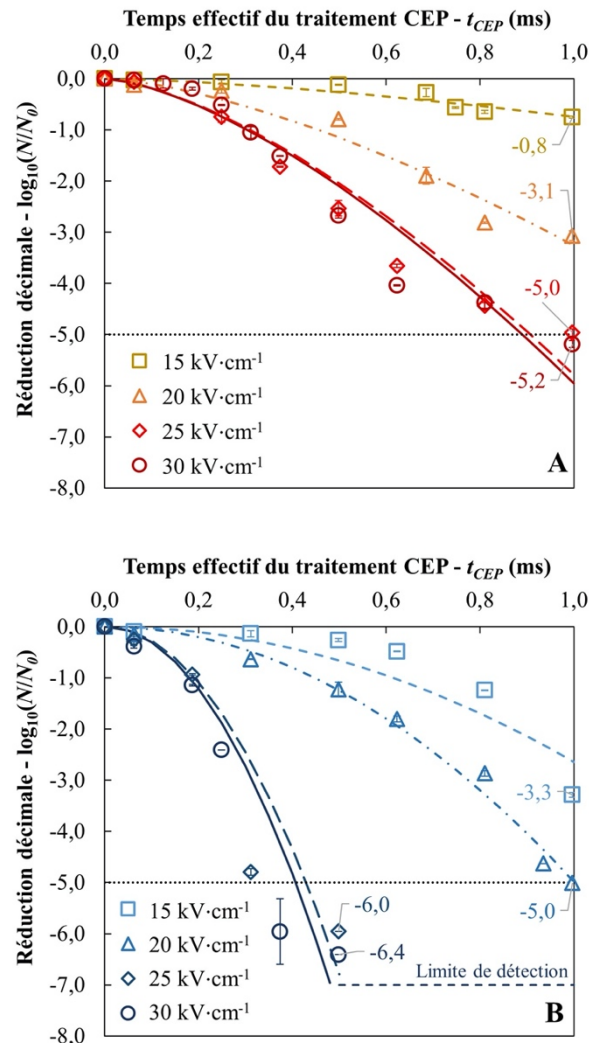 Temps effectif du traitement CEP - tCEP (ms)
0,0 0,2 0,4 0,6 0,8 1,0
Réduction décimale - log10(N/N0)
0,0
-1,0
-2,0
-3,0
-4,0
-5,0
-6,0
-7,0
-8,0
-0,8
-3,1
-5,0
-5,2
15 kV·cm-1
20 kV·cm-1
25 kV·cm-1
30 kV·cm-1
A
Temps effectif du traitement CEP - tCEP (ms)
0,0 0,2 0,4 0,6 0,8 1,0
Réduction décimale - log10(N/N0)
0,0
-1,0
-2,0
-3,0
-4,0
-5,0
-6,0
-7,0
-8,0
-3,3
-5,0
-6,0
-6,4
15 kV·cm-1
20 kV·cm-1
25 kV·cm-1
30 kV·cm-1
Limite de détection
B